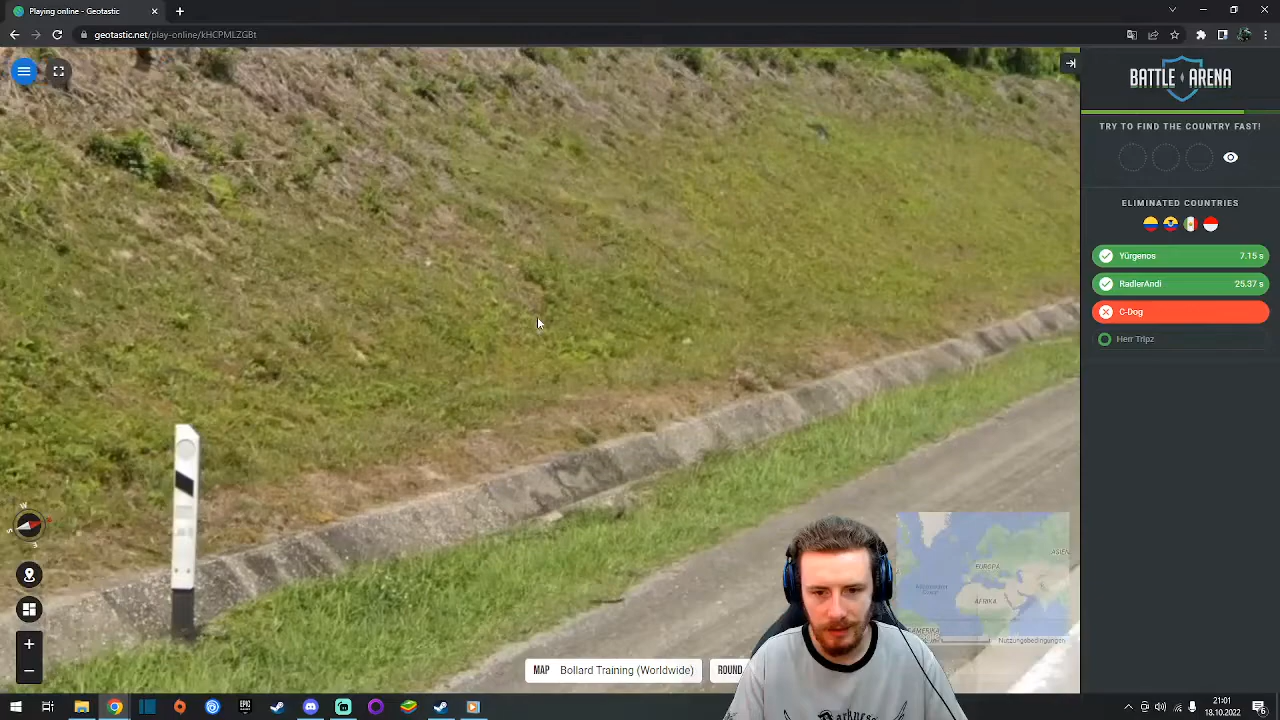 Playing online - Geotastic
geotastic.net/play-online/kHCPMLZGBt
BATTLE ARENA
TRY TO FIND THE COUNTRY FAST!
ELIMINATED COUNTRIES
Yürgenos 7.15 s
RadlerAndi 25.37 s
C-Dog
Herr Tripz
ASIEN
EUROPA
AFRIKA
Nutzungsbedingungen
MAP Bollard Training (Worldwide) ROUND
21:01
18.10.2022